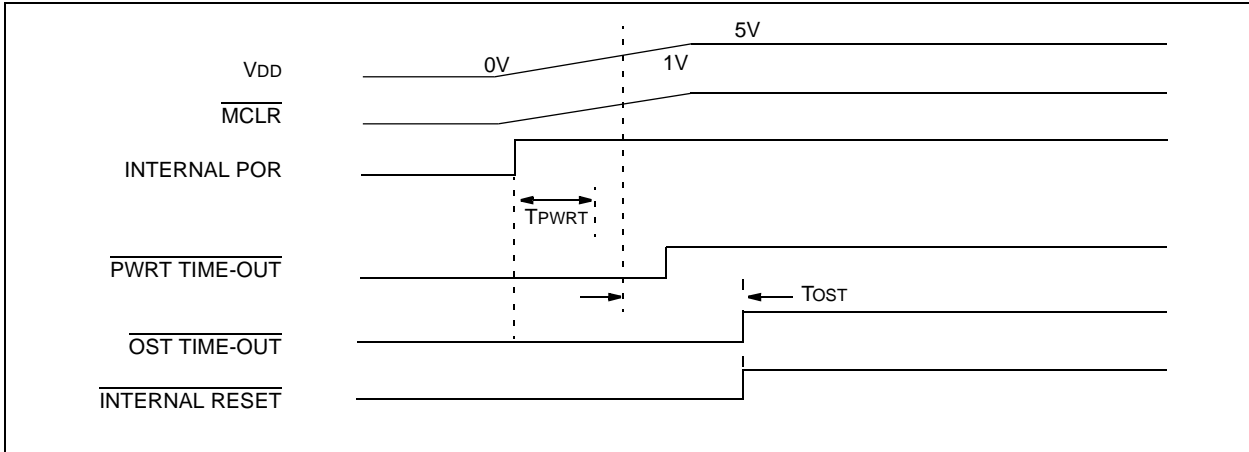 5V
VDD
0V
1V
MCLR
INTERNAL POR
TPWRT
PWRT TIME-OUT
TOST
OST TIME-OUT
INTERNAL RESET